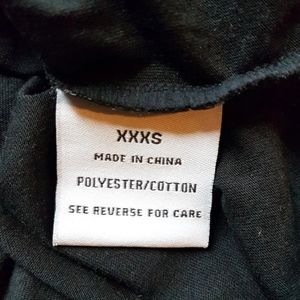 XXXS
MADE IN CHINA
POLYESTER/COTTON
SEE REVERSE FOR CARE